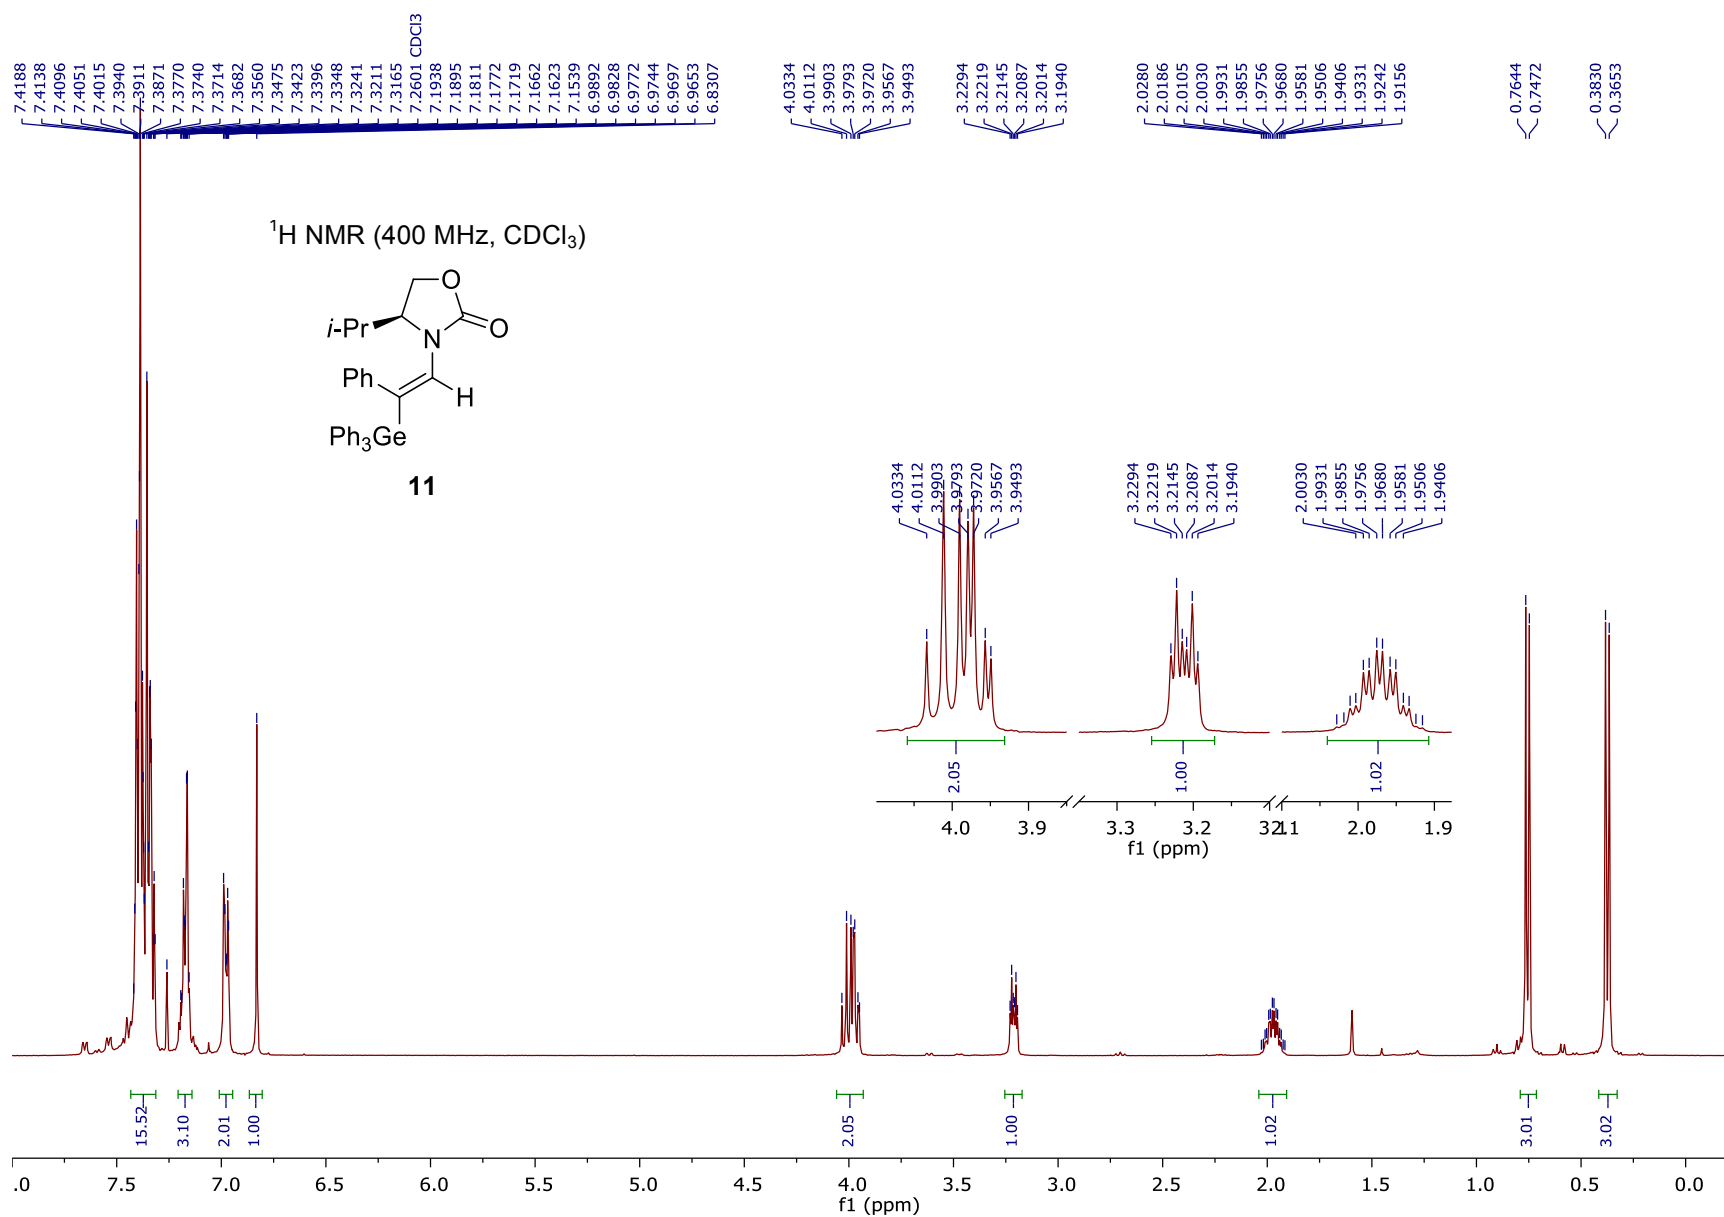 7.4188 7.4138 7.4096 7.4051 7.4015 7.3940 7.3911 7.3871 7.3770 7.3740 7.3714 7.3682 7.3560 7.3475 7.3423 7.3396 7.3348 7.3241 7.3211 7.3165 7.2601 CDCl3 7.1938 7.1895 7.1811 7.1772 7.1719 7.1662 7.1623 7.1539 6.9892 6.9828 6.9772 6.9744 6.9697 6.9653 6.8307
4.0334 4.0112 3.9903 3.9793 3.9720 3.9567 3.9493
3.2294 3.2219 3.2145 3.2087 3.2014 3.1940
2.0280 2.0186 2.0105 2.0030 1.9931 1.9855 1.9756 1.9680 1.9581 1.9506 1.9406 1.9331 1.9242 1.9156
0.7644 0.7472
0.3830 0.3653
¹H NMR (400 MHz, CDCl₃)
O
i-Pr
N
O
Ph
H
Ph₃Ge
11
4.0334 4.0112 3.9903 3.9793 3.9720 3.9567 3.9493
3.2294 3.2219 3.2145 3.2087 3.2014 3.1940
2.0030 1.9931 1.9855 1.9756 1.9680 1.9581 1.9506 1.9406
2.05 1.00 1.02
4.0 3.9 3.3 3.2 2.0 1.9
f1 (ppm)
15.52 3.10 2.01 1.00 2.05 1.00 1.02 3.01 3.02
.0 7.5 7.0 6.5 6.0 5.5 5.0 4.5 4.0 3.5 3.0 2.5 2.0 1.5 1.0 0.5 0.0
f1 (ppm)